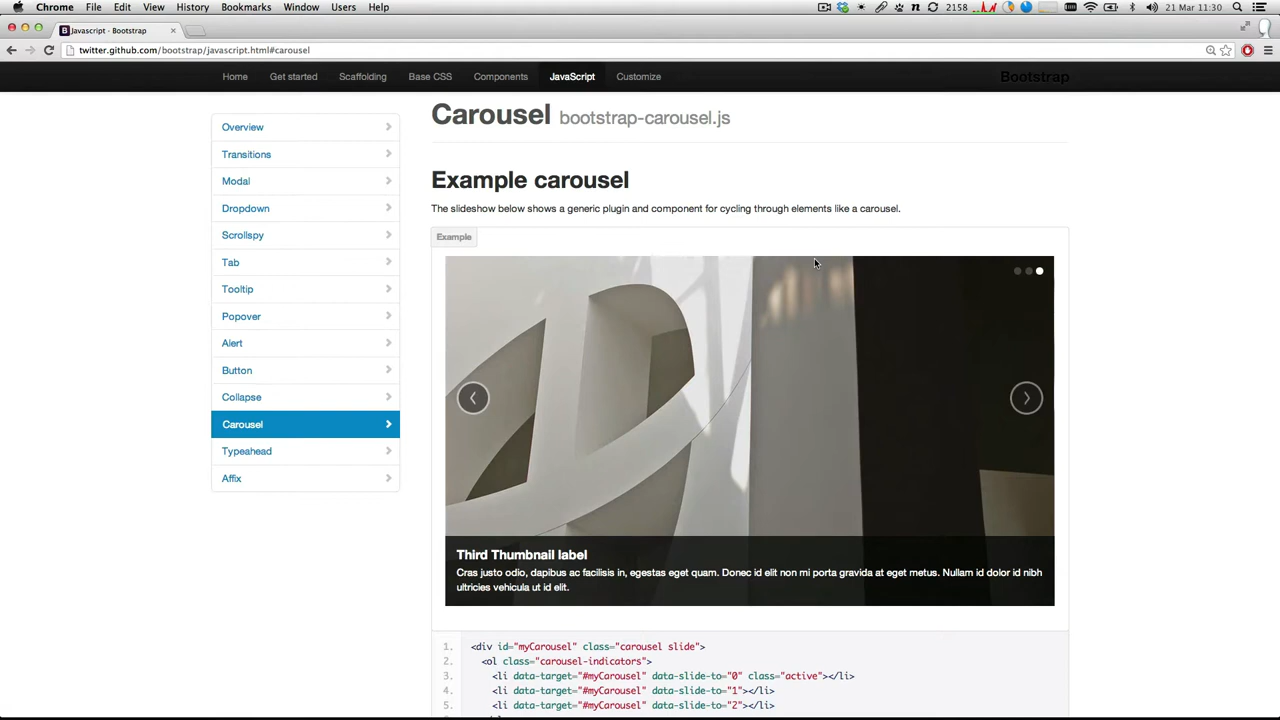 Chrome File Edit View History Bookmarks Window Users Help 2158 21 Mar 11:30
Javascript · Bootstrap
twitter.github.com/bootstrap/javascript.html#carousel
Home Get started Scaffolding Base CSS Components JavaScript Customize Bootstrap
Overview
Transitions
Modal
Dropdown
Scrollspy
Tab
Tooltip
Popover
Alert
Button
Collapse
Carousel
Typeahead
Affix
Carousel bootstrap-carousel.js
Example carousel
The slideshow below shows a generic plugin and component for cycling through elements like a carousel.
Example
Third Thumbnail label
Cras justo odio, dapibus ac facilisis in, egestas eget quam. Donec id elit non mi porta gravida at eget metus. Nullam id dolor id nibh
ultricies vehicula ut id elit.
1. <div id="myCarousel" class="carousel slide">
2. <ol class="carousel-indicators">
3. <li data-target="#myCarousel" data-slide-to="0" class="active"></li>
4. <li data-target="#myCarousel" data-slide-to="1"></li>
5. <li data-target="#myCarousel" data-slide-to="2"></li>